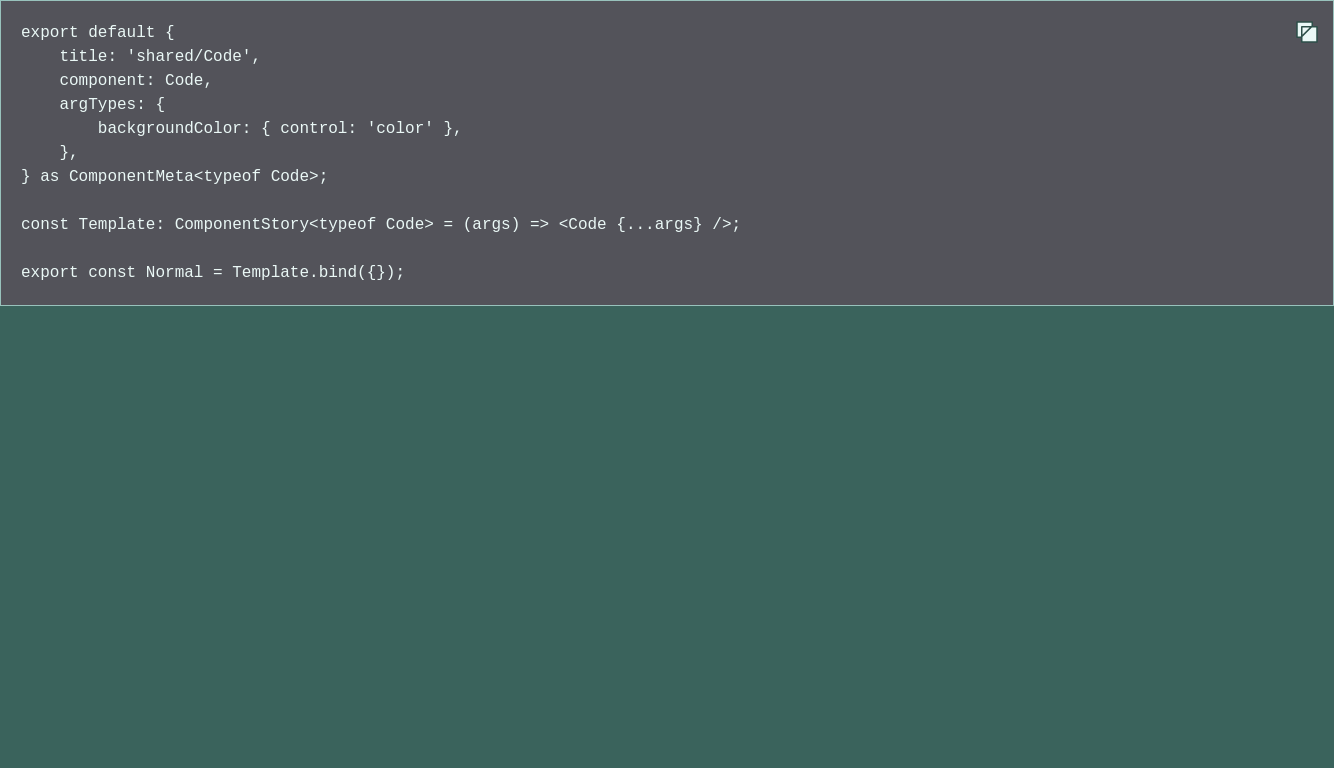 export default {
    title: 'shared/Code',
    component: Code,
    argTypes: {
        backgroundColor: { control: 'color' },
    },
} as ComponentMeta<typeof Code>;

const Template: ComponentStory<typeof Code> = (args) => <Code {...args} />;

export const Normal = Template.bind({});